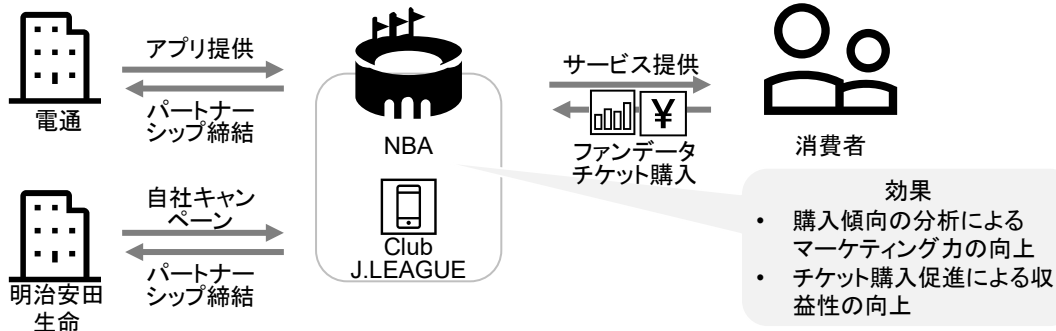 アプリ提供
パートナー
シップ締結
電通
NBA
サービス提供
¥
ファンデータ
チケット購入
消費者
自社キャン
ペーン
パートナー
シップ締結
明治安田
生命
Club
J.LEAGUE
効果
• 購入傾向の分析による
マーケティング力の向上
• チケット購入促進による収
益性の向上